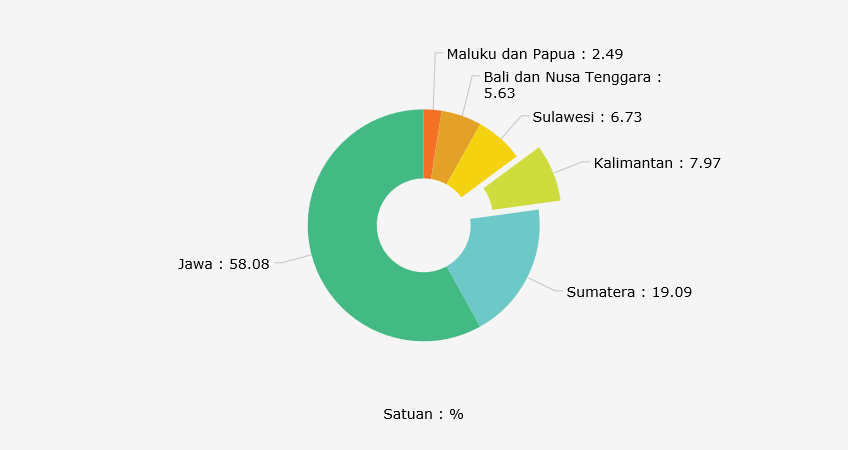 Maluku dan Papua : 2.49
Bali dan Nusa Tenggara :
5.63
Sulawesi : 6.73
Kalimantan : 7.97
Jawa : 58.08
Sumatera : 19.09
Satuan : %